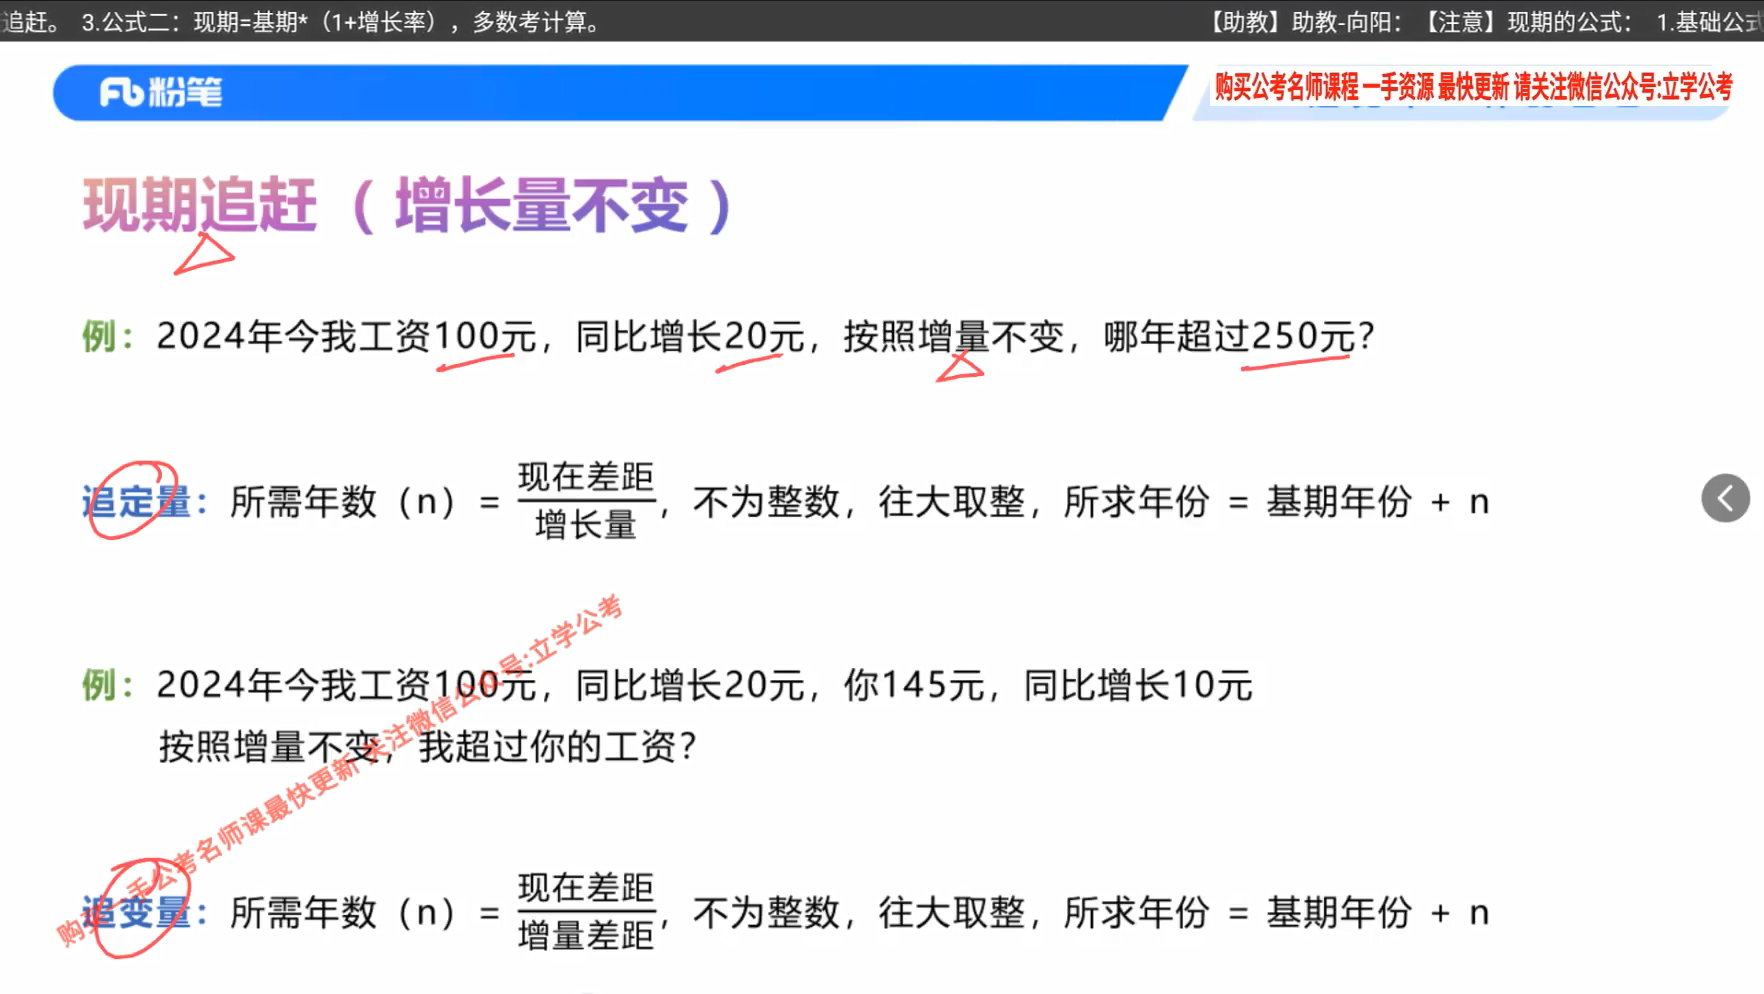 追赶。 3.公式二：现期=基期*（1+增长率），多数考计算。 【助教】助教-向阳：【注意】现期的公式： 1.基础公式
粉笔
购买公考名师课程 一手资源 最快更新 请关注微信公众号:立学公考
现期追赶（增长量不变）
例：2024年今我工资100元，同比增长20元，按照增量不变，哪年超过250元？
追定量：所需年数（n）= 现在差距/增长量，不为整数，往大取整，所求年份 = 基期年份 + n
例：2024年今我工资100元，同比增长20元，你145元，同比增长10元
按照增量不变，我超过你的工资？
追变量：所需年数（n）= 现在差距/增量差距，不为整数，往大取整，所求年份 = 基期年份 + n
购买一手公考名师课最快更新 关注微信公众号:立学公考